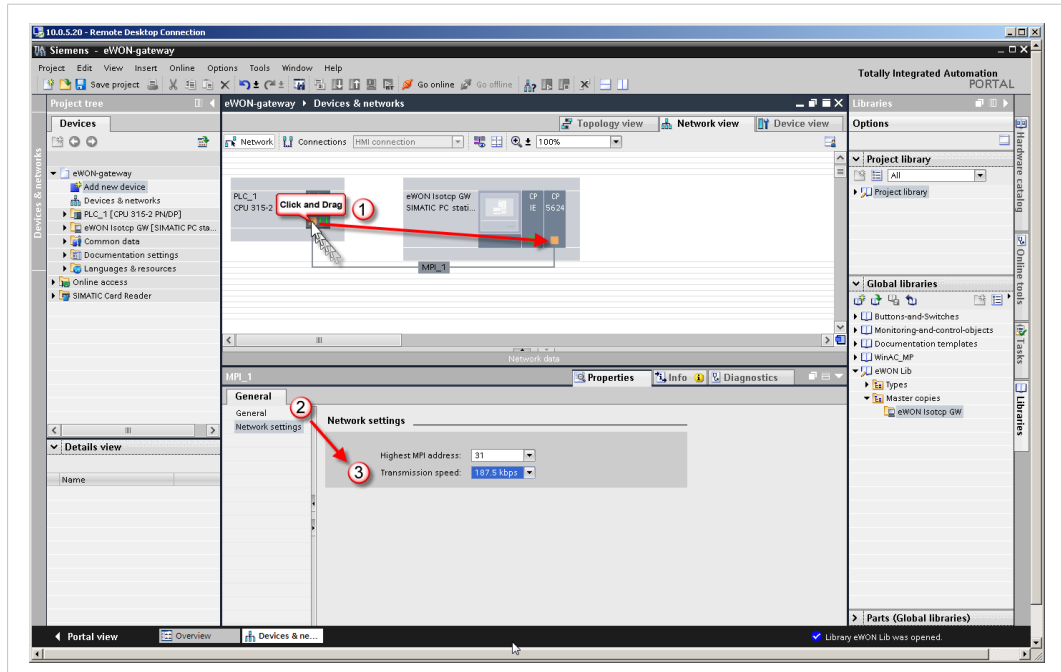 10.0.5.20 - Remote Desktop Connection
Siemens - eWON-gateway
Project Edit View Insert Online Options Tools Window Help
Totally Integrated Automation
PORTAL
Save project
Go online
Go offline
Project tree
eWON-gateway
Devices & networks
Libraries
Devices
Topology view
Network view
Device view
Options
Network
Connections
HMI connection
100%
Project library
All
Project library
eWON-gateway
Add new device
Devices & networks
PLC_1 [CPU 315-2 PN/DP]
eWON Isotcp GW [SIMATIC PC sta...
Common data
Documentation settings
Languages & resources
Online access
SIMATIC Card Reader
PLC_1
CPU 315-2
Click and Drag
1
eWON Isotcp GW
SIMATIC PC stati...
CP
IE
CP
5624
MPI_1
Global libraries
Buttons-and-Switches
Monitoring-and-control-objects
Documentation templates
WinAC_MP
eWON Lib
Types
Master copies
eWON Isotcp GW
Network data
MPI_1
Properties
Info
Diagnostics
General
General
Network settings
2
Network settings
Highest MPI address: 31
3
Transmission speed: 187.5 kbps
Details view
Name
Devices & networks
Hardware catalog
Online tools
Tasks
Libraries
Parts (Global libraries)
Portal view
Overview
Devices & ne...
Library eWON Lib was opened.